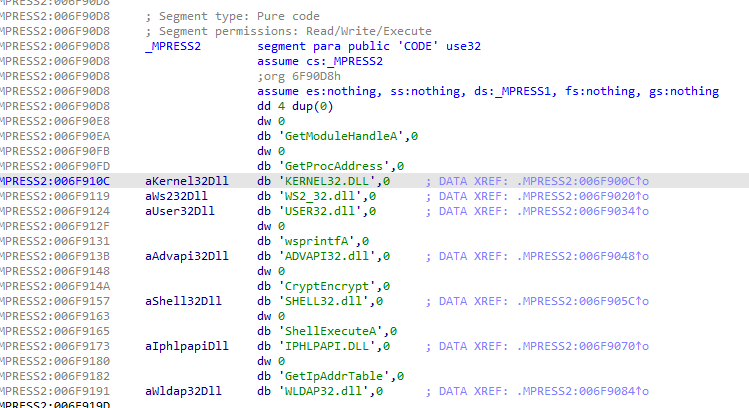 MPRESS2:006F90D8
MPRESS2:006F90D8 ; Segment type: Pure code
MPRESS2:006F90D8 ; Segment permissions: Read/Write/Execute
MPRESS2:006F90D8 _MPRESS2 segment para public 'CODE' use32
MPRESS2:006F90D8 assume cs:_MPRESS2
MPRESS2:006F90D8 ;org 6F90D8h
MPRESS2:006F90D8 assume es:nothing, ss:nothing, ds:_MPRESS1, fs:nothing, gs:nothing
MPRESS2:006F90D8 dd 4 dup(0)
MPRESS2:006F90E8 dw 0
MPRESS2:006F90EA db 'GetModuleHandleA',0
MPRESS2:006F90FB dw 0
MPRESS2:006F90FD db 'GetProcAddress',0
MPRESS2:006F910C aKernel32Dll db 'KERNEL32.DLL',0 ; DATA XREF: .MPRESS2:006F900C↑o
MPRESS2:006F9119 aWs232Dll db 'WS2_32.dll',0 ; DATA XREF: .MPRESS2:006F9020↑o
MPRESS2:006F9124 aUser32Dll db 'USER32.dll',0 ; DATA XREF: .MPRESS2:006F9034↑o
MPRESS2:006F912F dw 0
MPRESS2:006F9131 db 'wsprintfA',0
MPRESS2:006F913B aAdvapi32Dll db 'ADVAPI32.dll',0 ; DATA XREF: .MPRESS2:006F9048↑o
MPRESS2:006F9148 dw 0
MPRESS2:006F914A db 'CryptEncrypt',0
MPRESS2:006F9157 aShell32Dll db 'SHELL32.dll',0 ; DATA XREF: .MPRESS2:006F905C↑o
MPRESS2:006F9163 dw 0
MPRESS2:006F9165 db 'ShellExecuteA',0
MPRESS2:006F9173 aIphlpapiDll db 'IPHLPAPI.DLL',0 ; DATA XREF: .MPRESS2:006F9070↑o
MPRESS2:006F9180 dw 0
MPRESS2:006F9182 db 'GetIpAddrTable',0
MPRESS2:006F9191 aWldap32Dll db 'WLDAP32.dll',0 ; DATA XREF: .MPRESS2:006F9084↑o
MPRESS2:006F919D